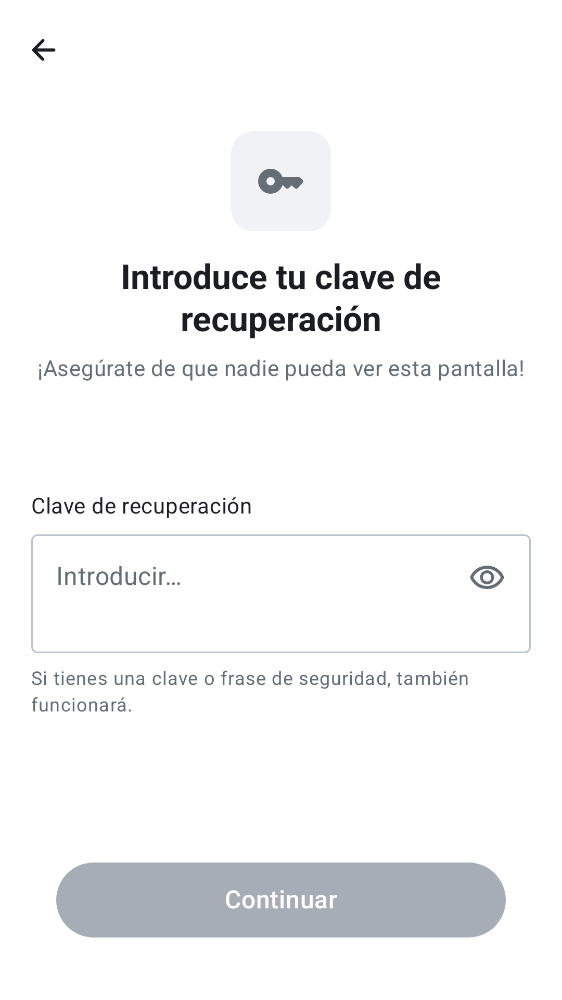 Introduce tu clave de
recuperación
¡Asegúrate de que nadie pueda ver esta pantalla!
Clave de recuperación
Introducir…
Si tienes una clave o frase de seguridad, también
funcionará.
Continuar